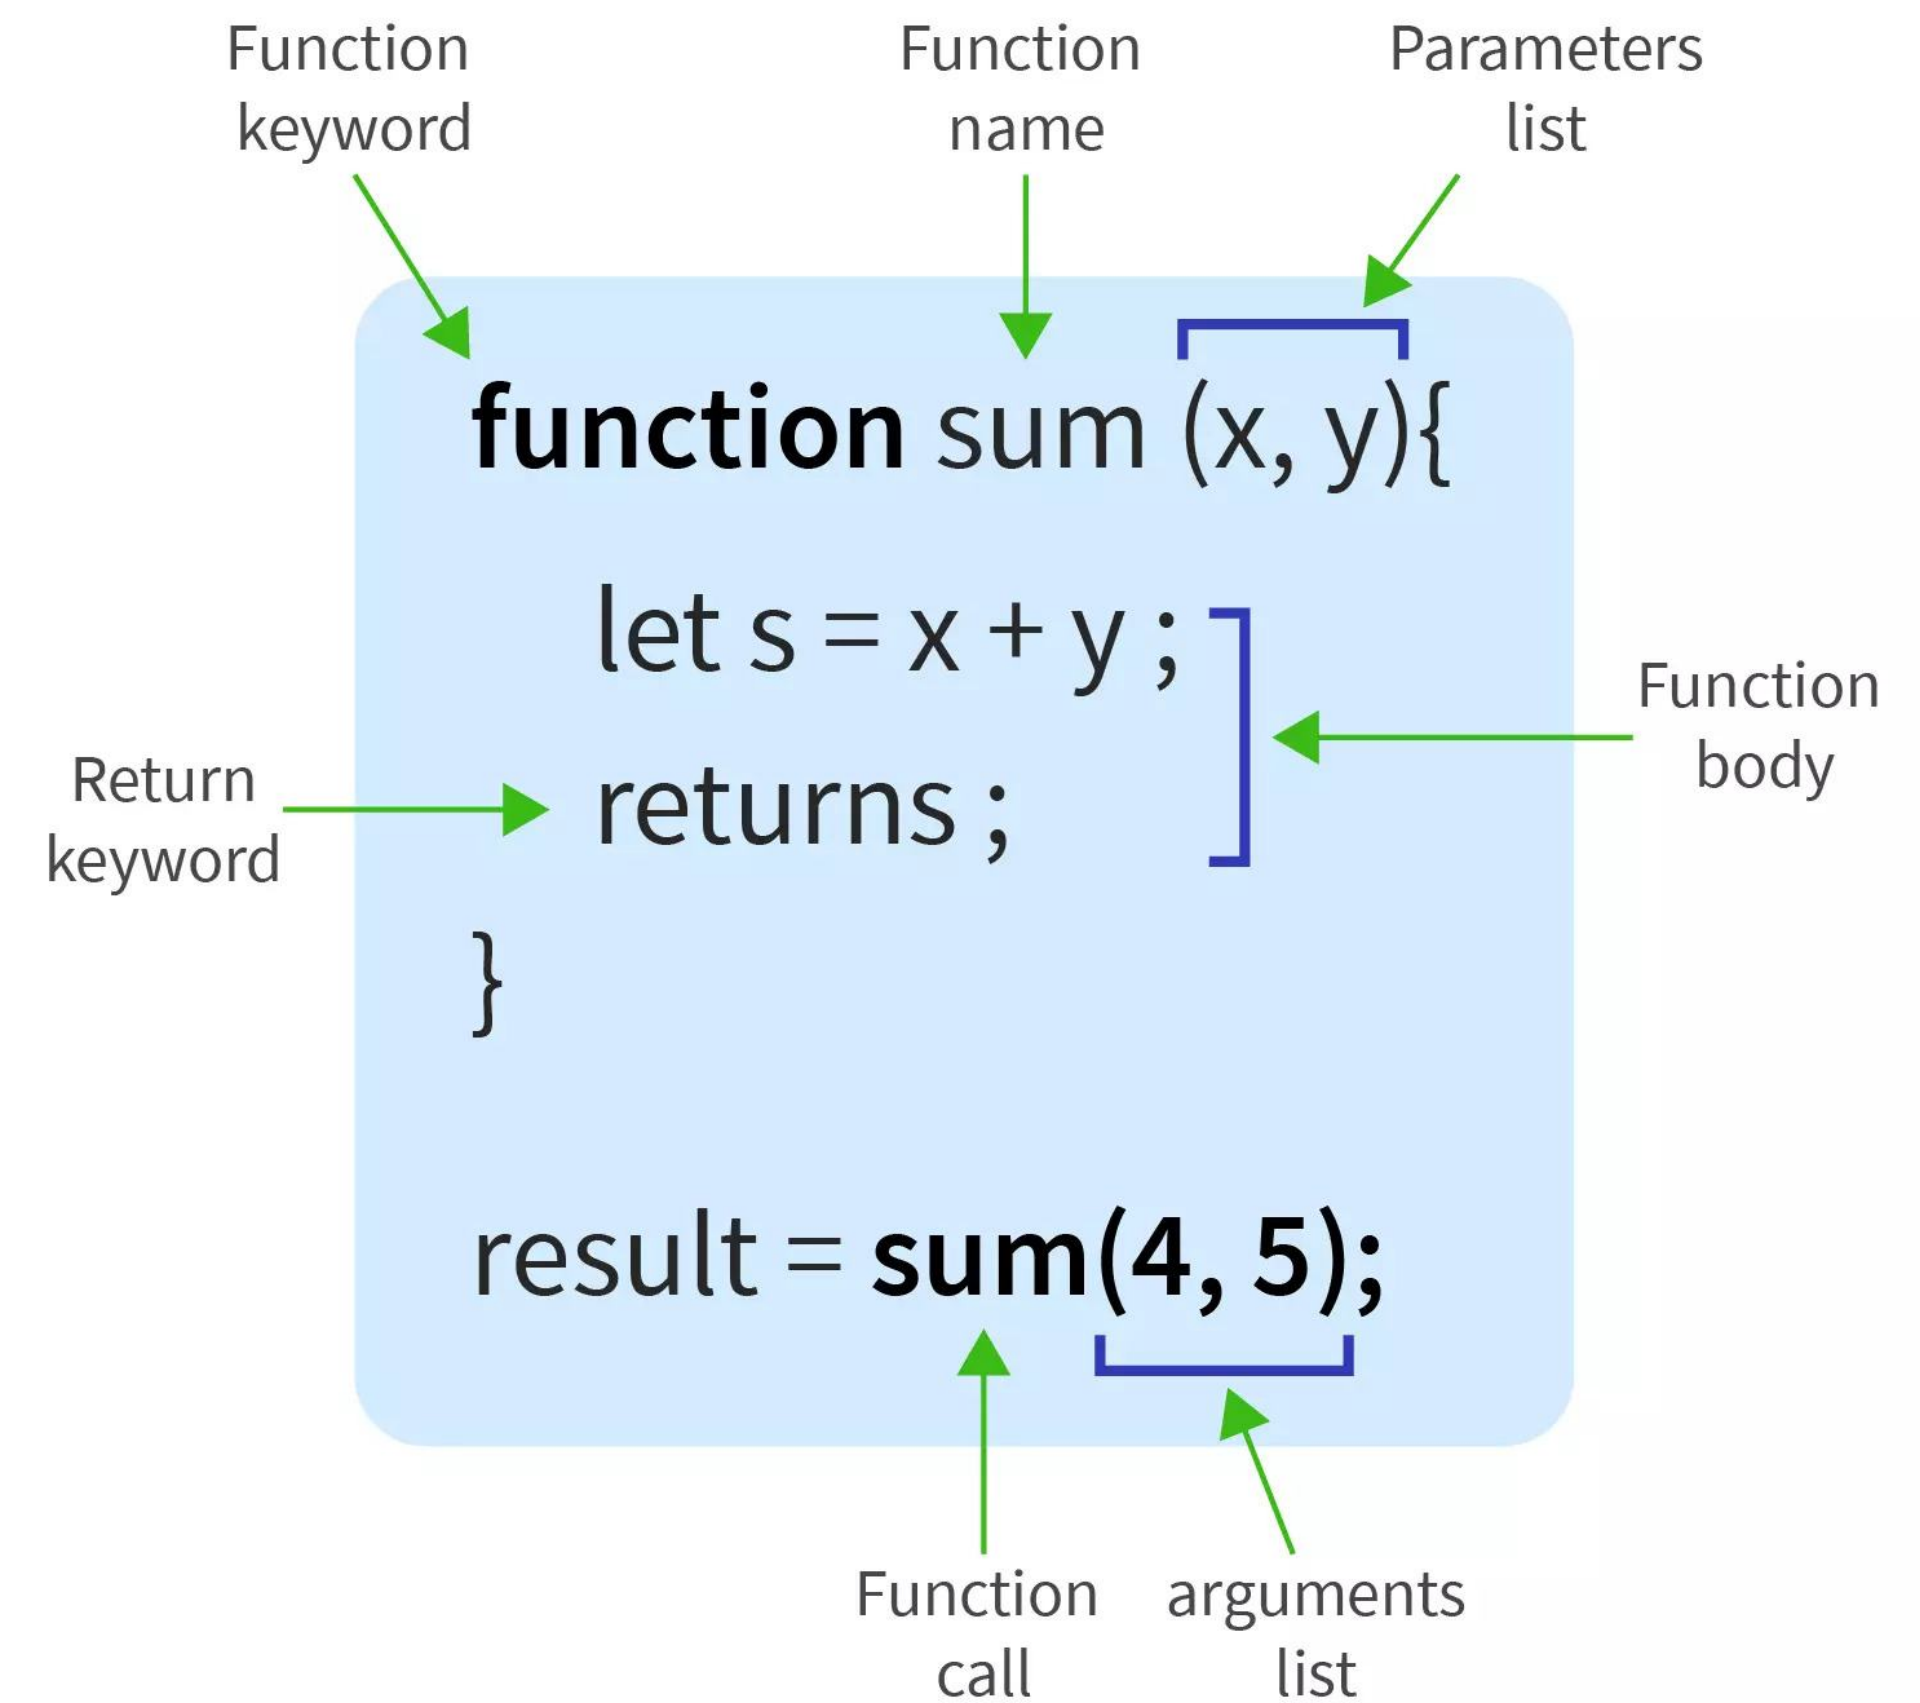 Function
keyword
Function
name
Parameters
list
function sum (x, y){
let s = x + y ;
Function
body
Return
keyword
returns ;
}
result = sum(4, 5);
Function
call
arguments
list